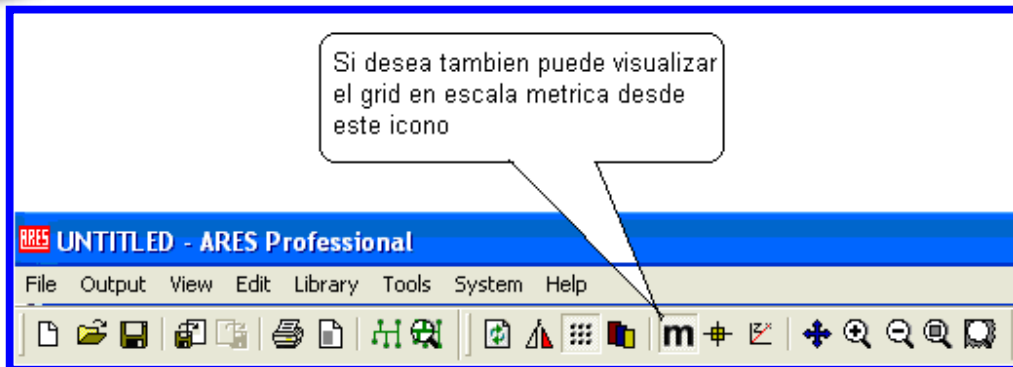 Si desea tambien puede visualizar
el grid en escala metrica desde
este icono
ARES UNTITLED - ARES Professional
File Output View Edit Library Tools System Help
m